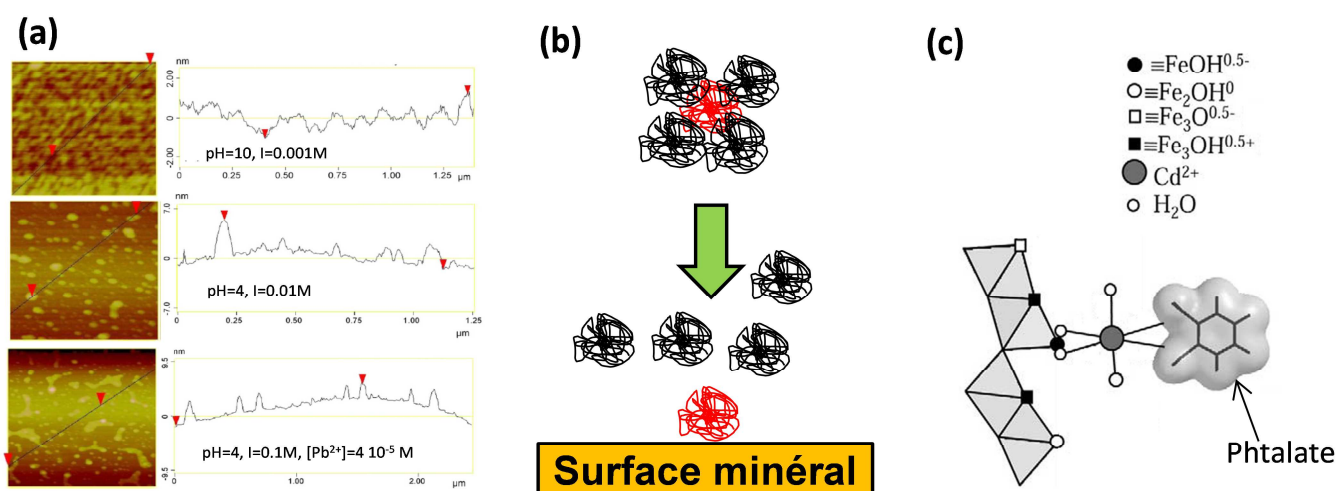 (a)
nm
2.00
0
-2.00
pH=10, I=0.001M
0 0.25 0.50 0.75 1.00 1.25
µm
nm
7.0
0
-7.0
pH=4, I=0.01M
0 0.25 0.50 0.75 1.00 1.25
µm
nm
9.5
0
-9.5
pH=4, I=0.1M, [Pb²⁺]=4 10⁻⁵ M
0 1.00 2.00
µm
(b)
Surface minéral
(c)
≡FeOH⁰·⁵⁻
≡Fe₂OH⁰
≡Fe₃O⁰·⁵⁻
≡Fe₃OH⁰·⁵⁺
Cd²⁺
H₂O
Phtalate